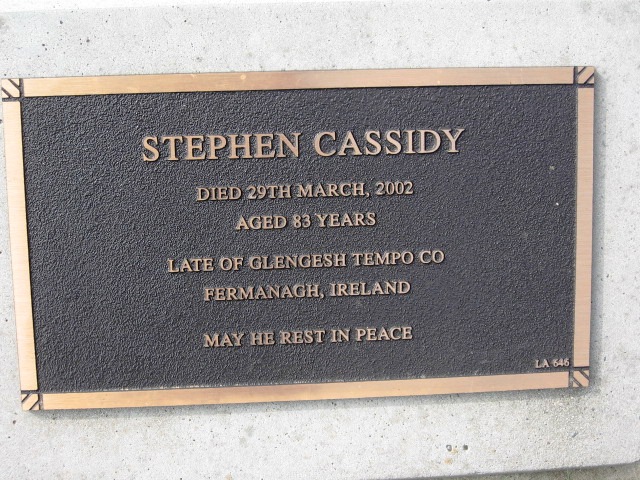 STEPHEN CASSIDY
DIED 29TH MARCH, 2002
AGED 83 YEARS
LATE OF GLENGESH TEMPO CO
FERMANAGH, IRELAND
MAY HE REST IN PEACE
LA 646